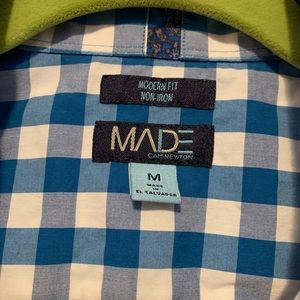 MODERN FIT
NON-IRON
MADE
CAM NEWTON
M
MADE
IN
EL SALVADOR